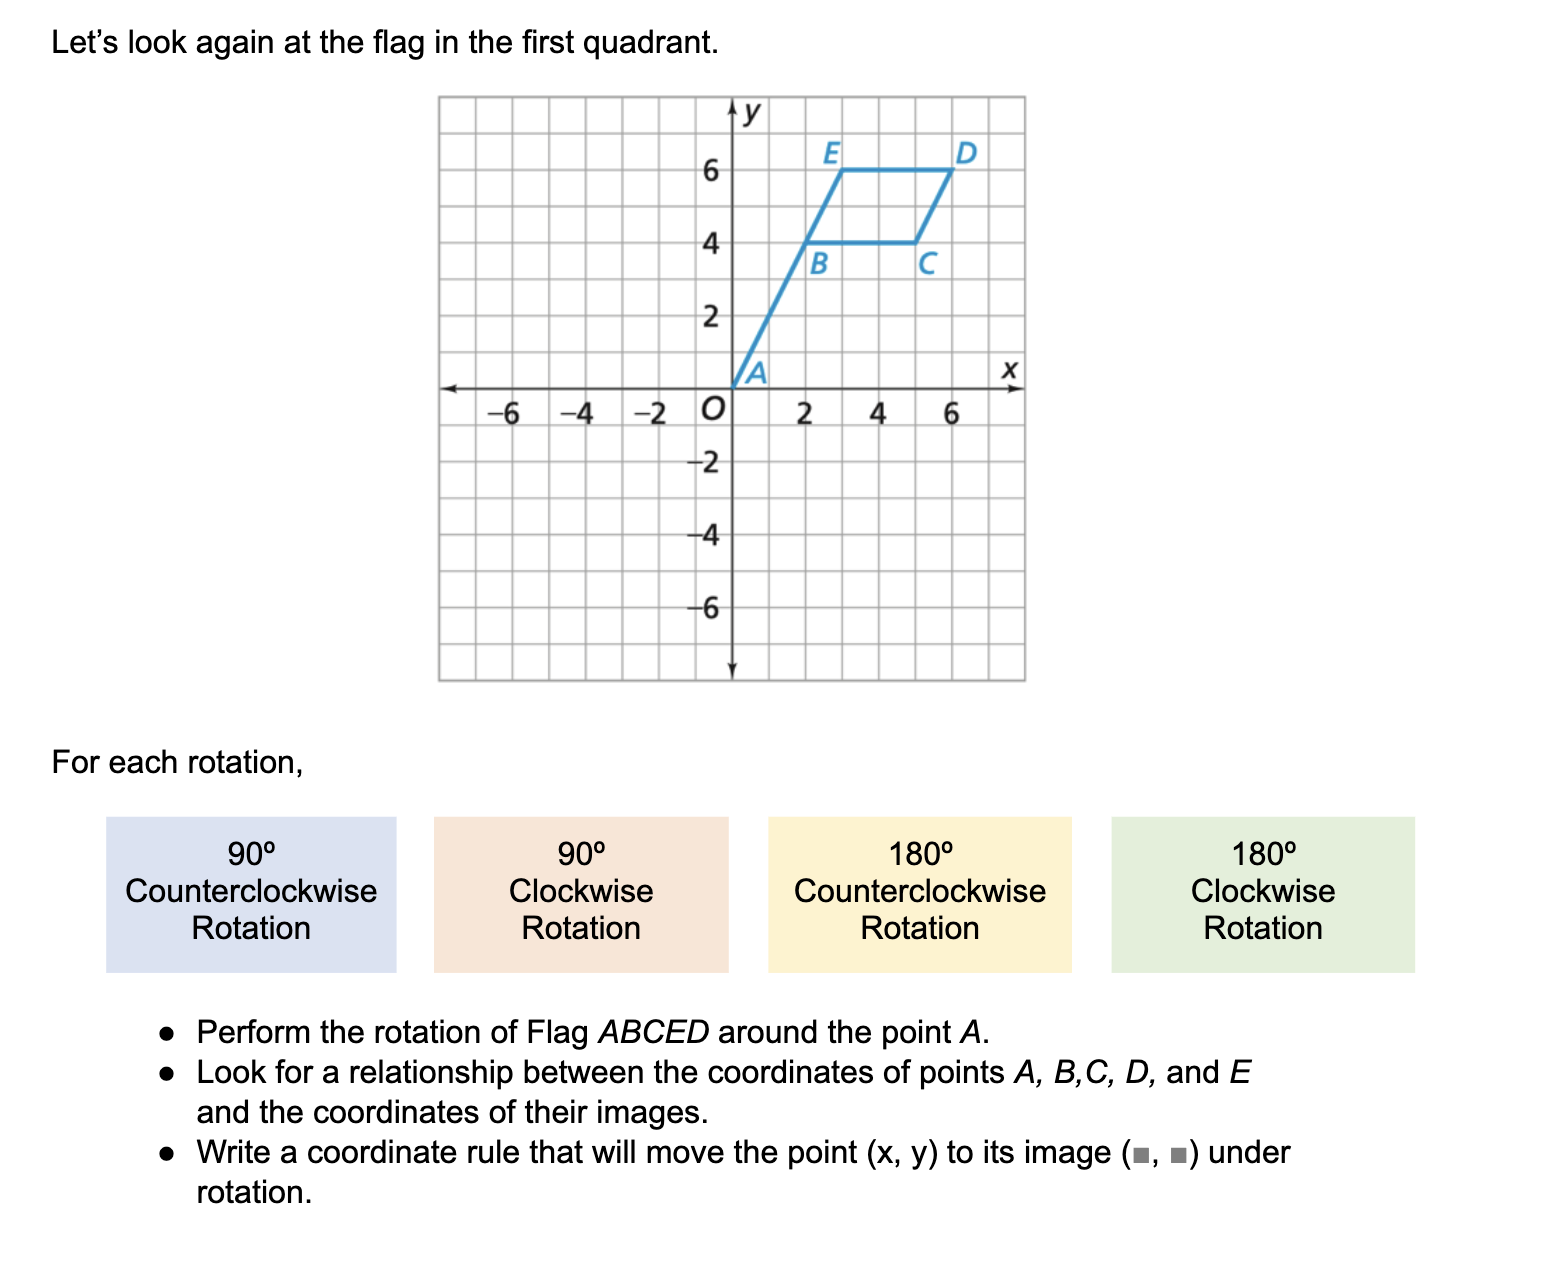 Let's look again at the flag in the first quadrant.
y
E D
6
4
B C
2
A
x
–6 –4 –2 O 2 4 6
–2
–4
–6
For each rotation,
90º
Counterclockwise
Rotation
90º
Clockwise
Rotation
180º
Counterclockwise
Rotation
180º
Clockwise
Rotation
● Perform the rotation of Flag ABCED around the point A.
● Look for a relationship between the coordinates of points A, B,C, D, and E
and the coordinates of their images.
● Write a coordinate rule that will move the point (x, y) to its image (■, ■) under
rotation.